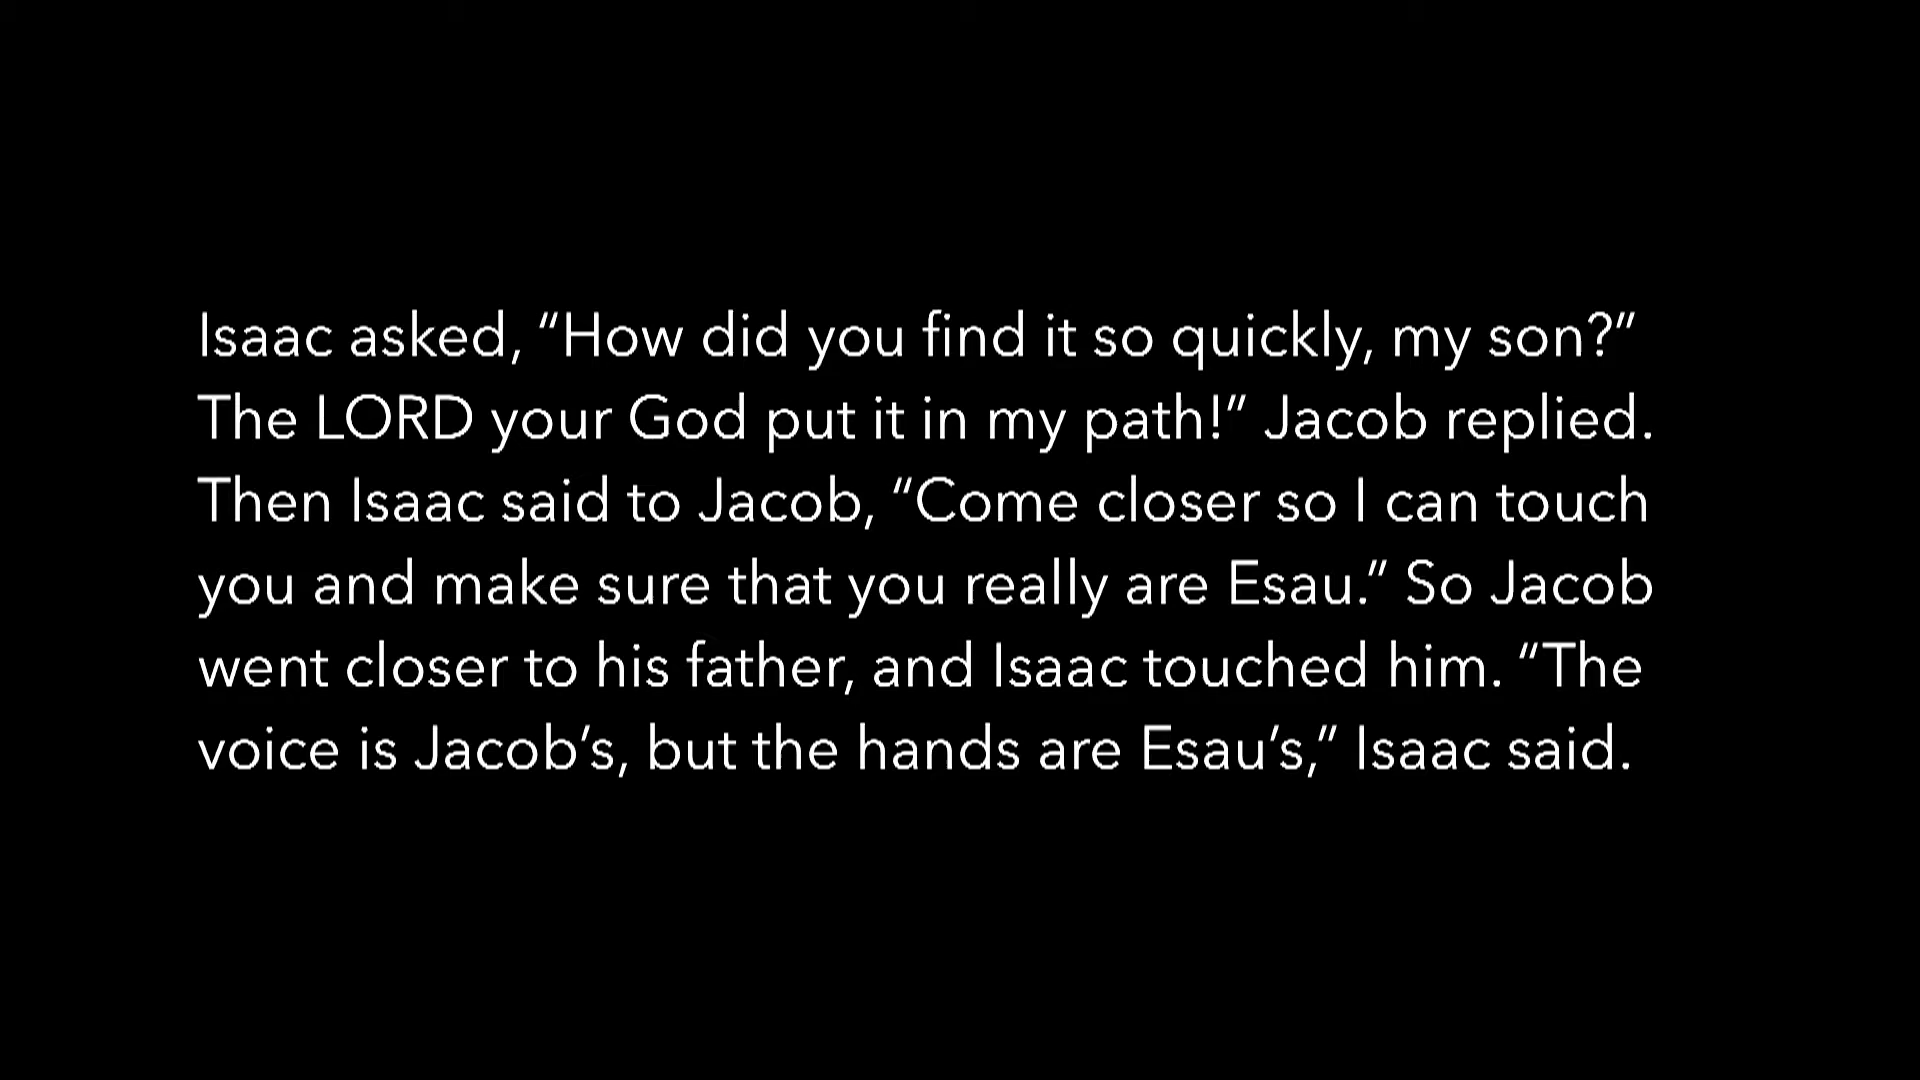 Isaac asked, “How did you find it so quickly, my son?”
The LORD your God put it in my path!” Jacob replied.
Then Isaac said to Jacob, “Come closer so I can touch
you and make sure that you really are Esau.” So Jacob
went closer to his father, and Isaac touched him. “The
voice is Jacob’s, but the hands are Esau’s,” Isaac said.